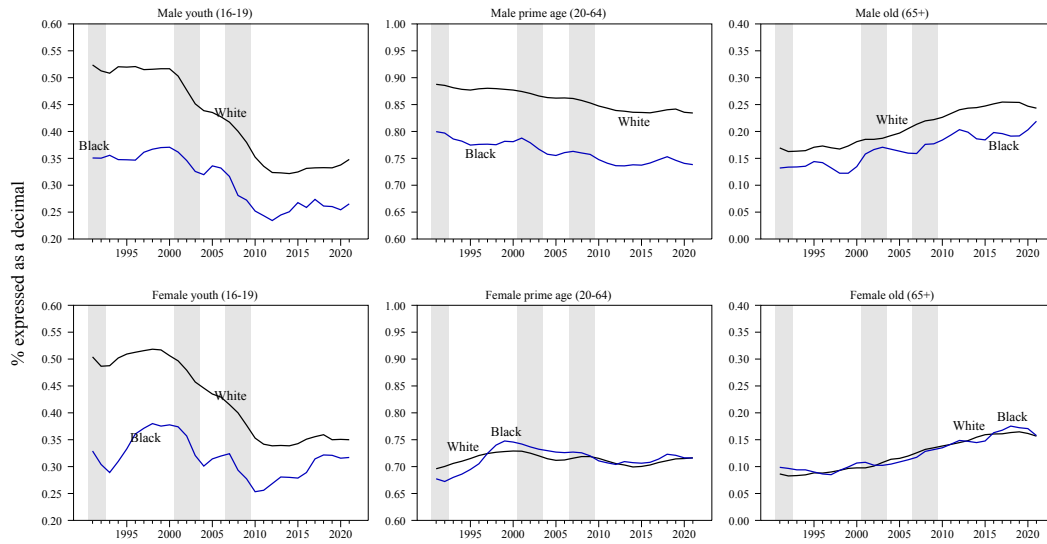 % expressed as a decimal
Male youth (16-19)
0.60
0.50
0.40
0.30
0.20
White
Black
1995 2000 2005 2010 2015 2020
Male prime age (20-64)
1.00
0.95
0.90
0.85
0.80
0.75
0.70
0.65
0.60
White
Black
1995 2000 2005 2010 2015 2020
Male old (65+)
0.40
0.35
0.30
0.25
0.20
0.15
0.10
0.05
0.00
White
Black
1995 2000 2005 2010 2015 2020
Female youth (16-19)
0.60
0.55
0.50
0.45
0.40
0.35
0.30
0.25
0.20
White
Black
1995 2000 2005 2010 2015 2020
Female prime age (20-64)
1.00
0.95
0.90
0.85
0.80
0.75
0.70
0.65
0.60
Black
White
1995 2000 2005 2010 2015 2020
Female old (65+)
0.40
0.35
0.30
0.25
0.20
0.15
0.10
0.05
0.00
Black
White
1995 2000 2005 2010 2015 2020